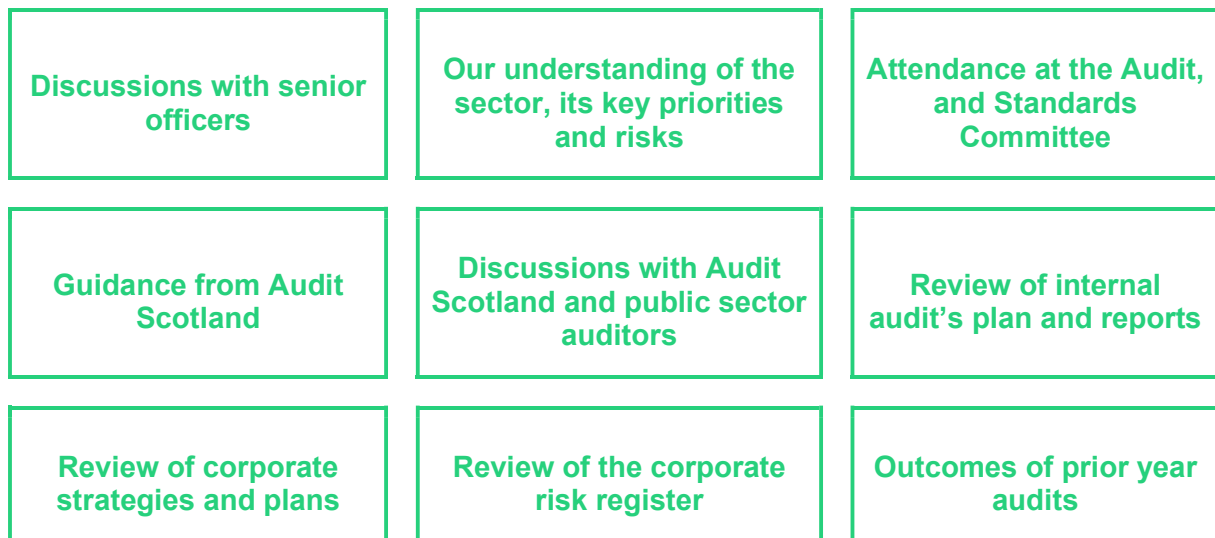 Discussions with senior
officers
Our understanding of the
sector, its key priorities
and risks
Attendance at the Audit,
and Standards
Committee
Guidance from Audit
Scotland
Discussions with Audit
Scotland and public sector
auditors
Review of internal
audit’s plan and reports
Review of corporate
strategies and plans
Review of the corporate
risk register
Outcomes of prior year
audits